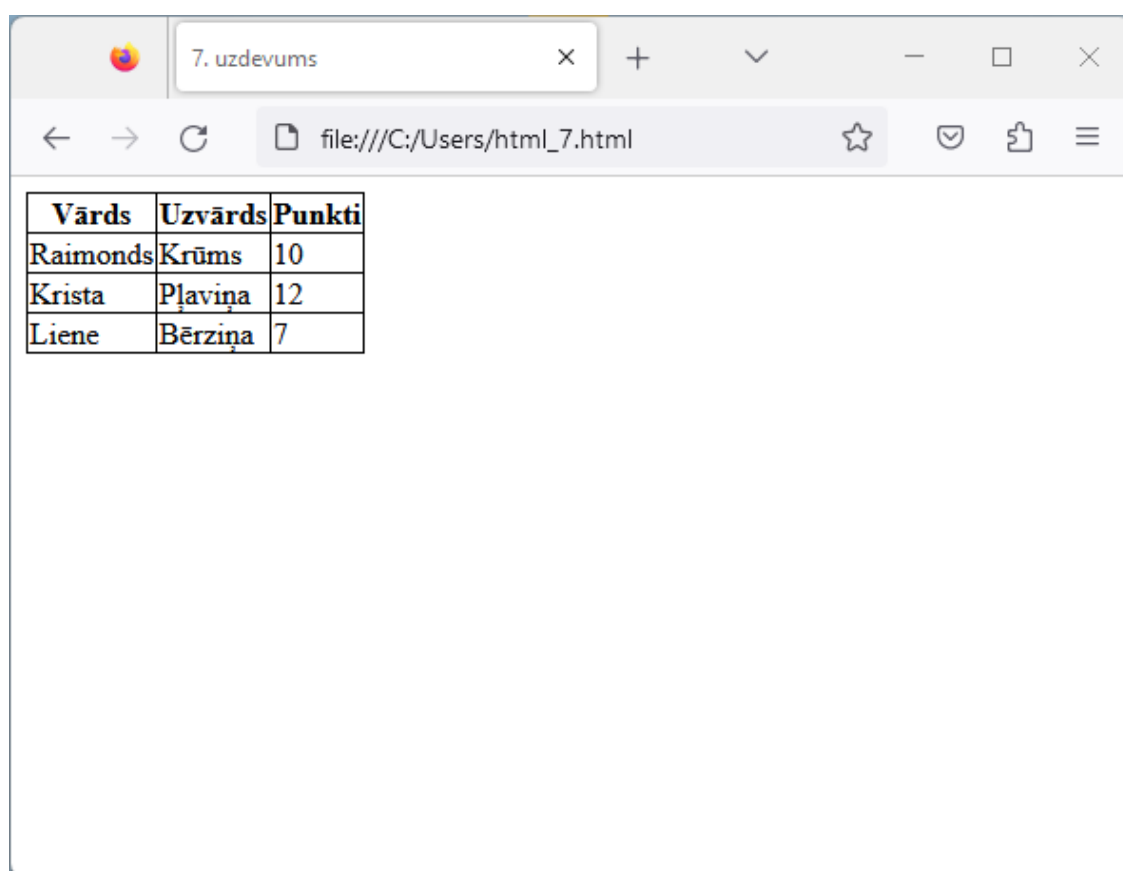 7. uzdevums
file:///C:/Users/html_7.html
Vārds Uzvārds Punkti
Raimonds Krūms 10
Krista Pļaviņa 12
Liene Bērziņa 7